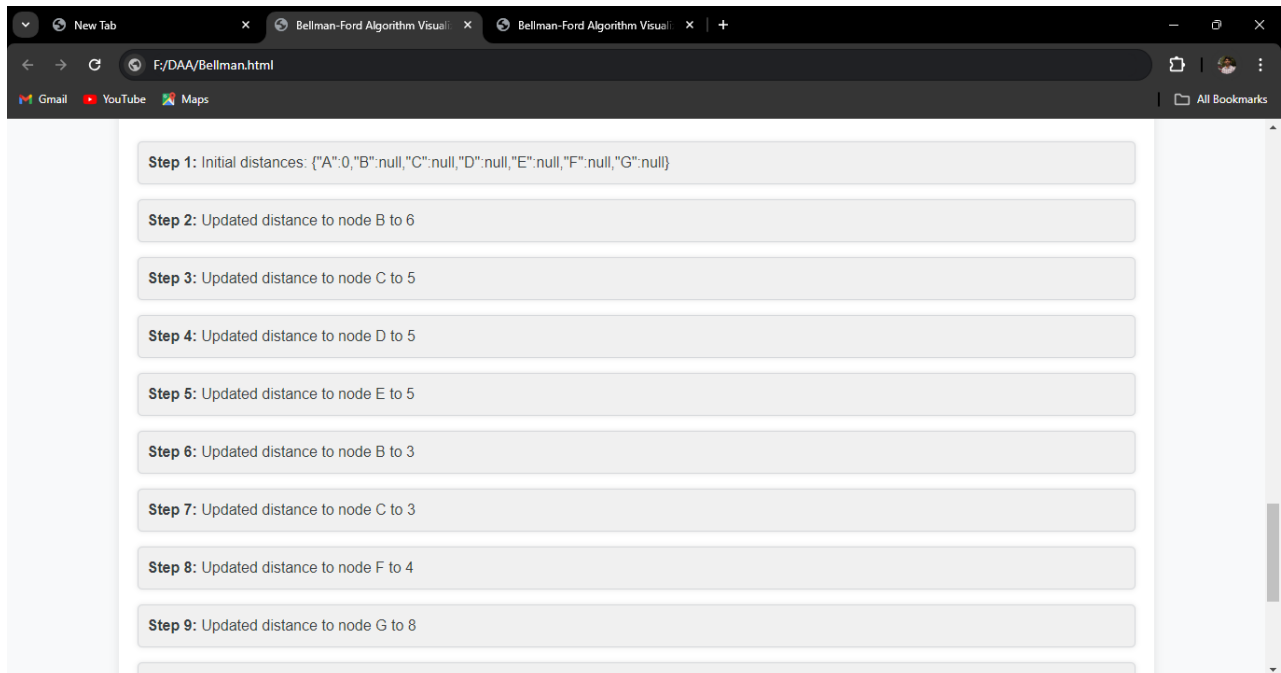 New Tab
Bellman-Ford Algorithm Visuali
Bellman-Ford Algorithm Visuali
F:/DAA/Bellman.html
Gmail
YouTube
Maps
All Bookmarks
Step 1: Initial distances: {"A":0,"B":null,"C":null,"D":null,"E":null,"F":null,"G":null}
Step 2: Updated distance to node B to 6
Step 3: Updated distance to node C to 5
Step 4: Updated distance to node D to 5
Step 5: Updated distance to node E to 5
Step 6: Updated distance to node B to 3
Step 7: Updated distance to node C to 3
Step 8: Updated distance to node F to 4
Step 9: Updated distance to node G to 8